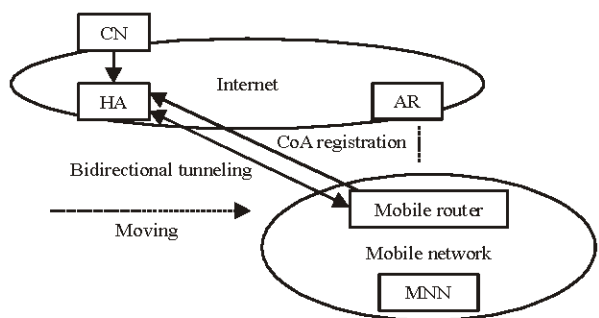 CN
Internet
HA
AR
CoA registration
Bidirectional tunneling
Mobile router
Moving
Mobile network
MNN